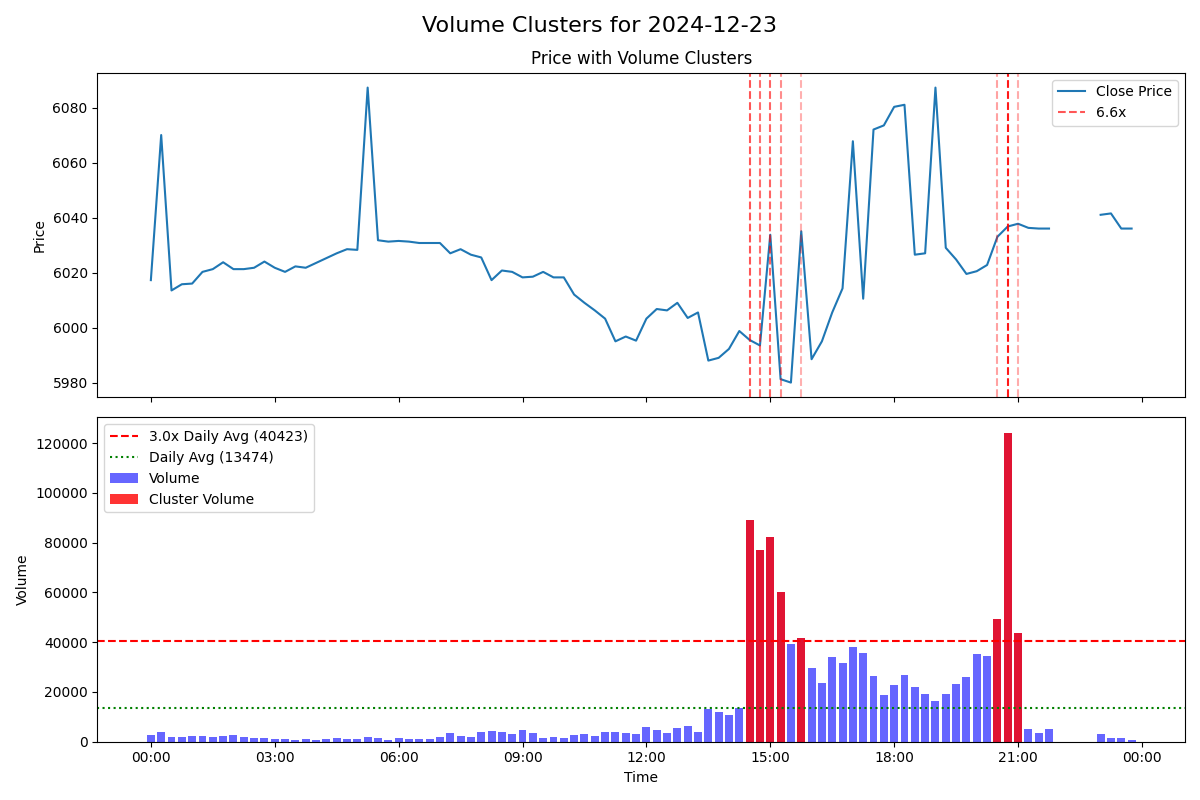 Volume Clusters for 2024-12-23
Price with Volume Clusters
Price
6080
6060
6040
6020
6000
5980
Close Price
6.6x
Volume
120000
100000
80000
60000
40000
20000
0
3.0x Daily Avg (40423)
Daily Avg (13474)
Volume
Cluster Volume
00:00 03:00 06:00 09:00 12:00 15:00 18:00 21:00 00:00
Time